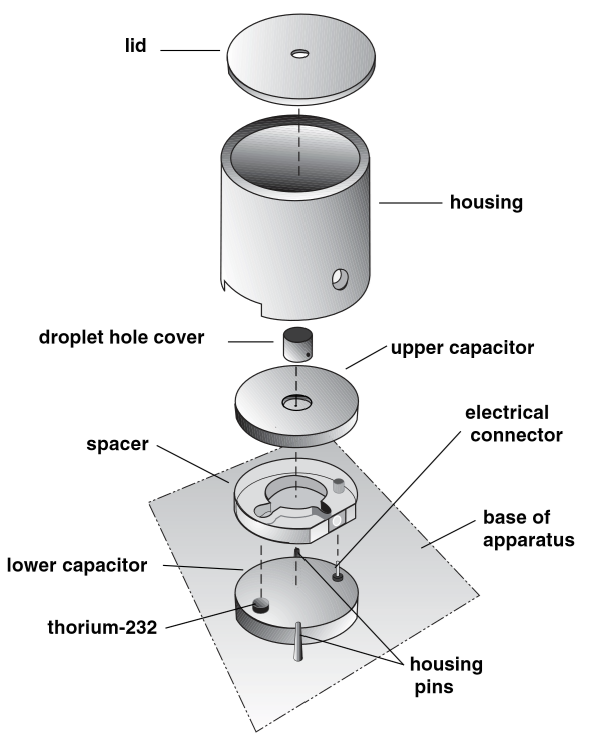 lid
housing
droplet hole cover
upper capacitor
electrical
connector
spacer
base of
apparatus
lower capacitor
thorium-232
housing
pins